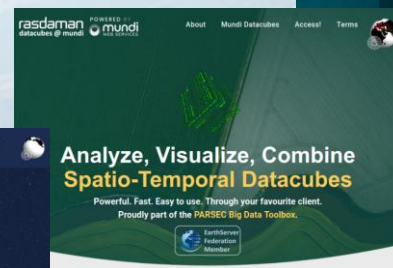 rasdaman
datacubes @ mundi
POWERED BY
mundi
WEB SERVICES
About Mundi Datacubes Access! Terms
Analyze, Visualize, Combine
Spatio-Temporal Datacubes
Powerful. Fast. Easy to use. Through your favourite client.
Proudly part of the PARSEC Big Data Toolbox.
EarthServer
Federation
Member